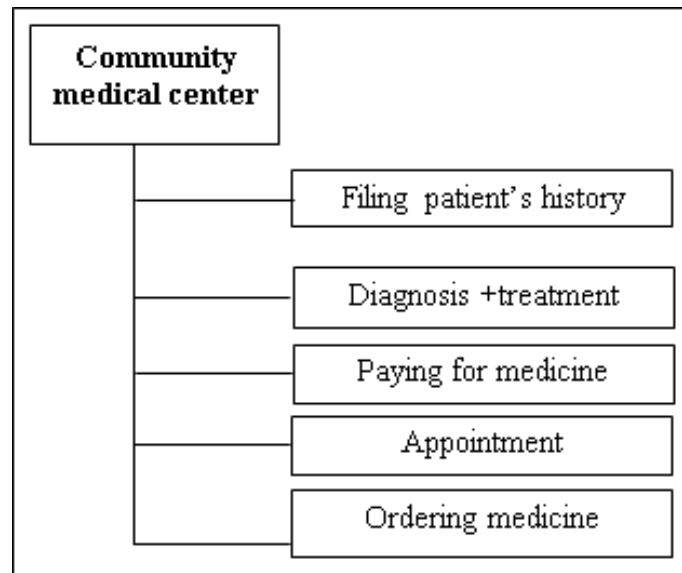 Community
medical center
Filing patient's history
Diagnosis +treatment
Paying for medicine
Appointment
Ordering medicine